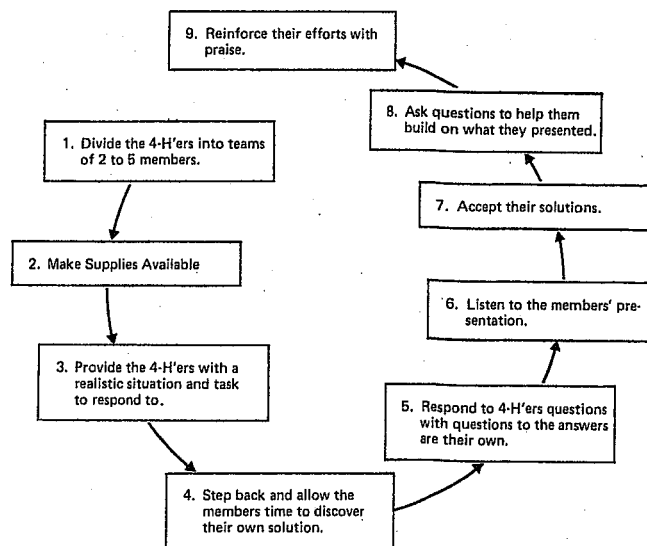 9. Reinforce their efforts with
praise.
8. Ask questions to help them
build on what they presented.
1. Divide the 4-H'ers into teams
of 2 to 5 members.
7. Accept their solutions.
2. Make Supplies Available
6. Listen to the members' pre-
sentation.
3. Provide the 4-H'ers with a
realistic situation and task
to respond to.
5. Respond to 4-H'ers questions
with questions to the answers
are their own.
4. Step back and allow the
members time to discover
their own solution.